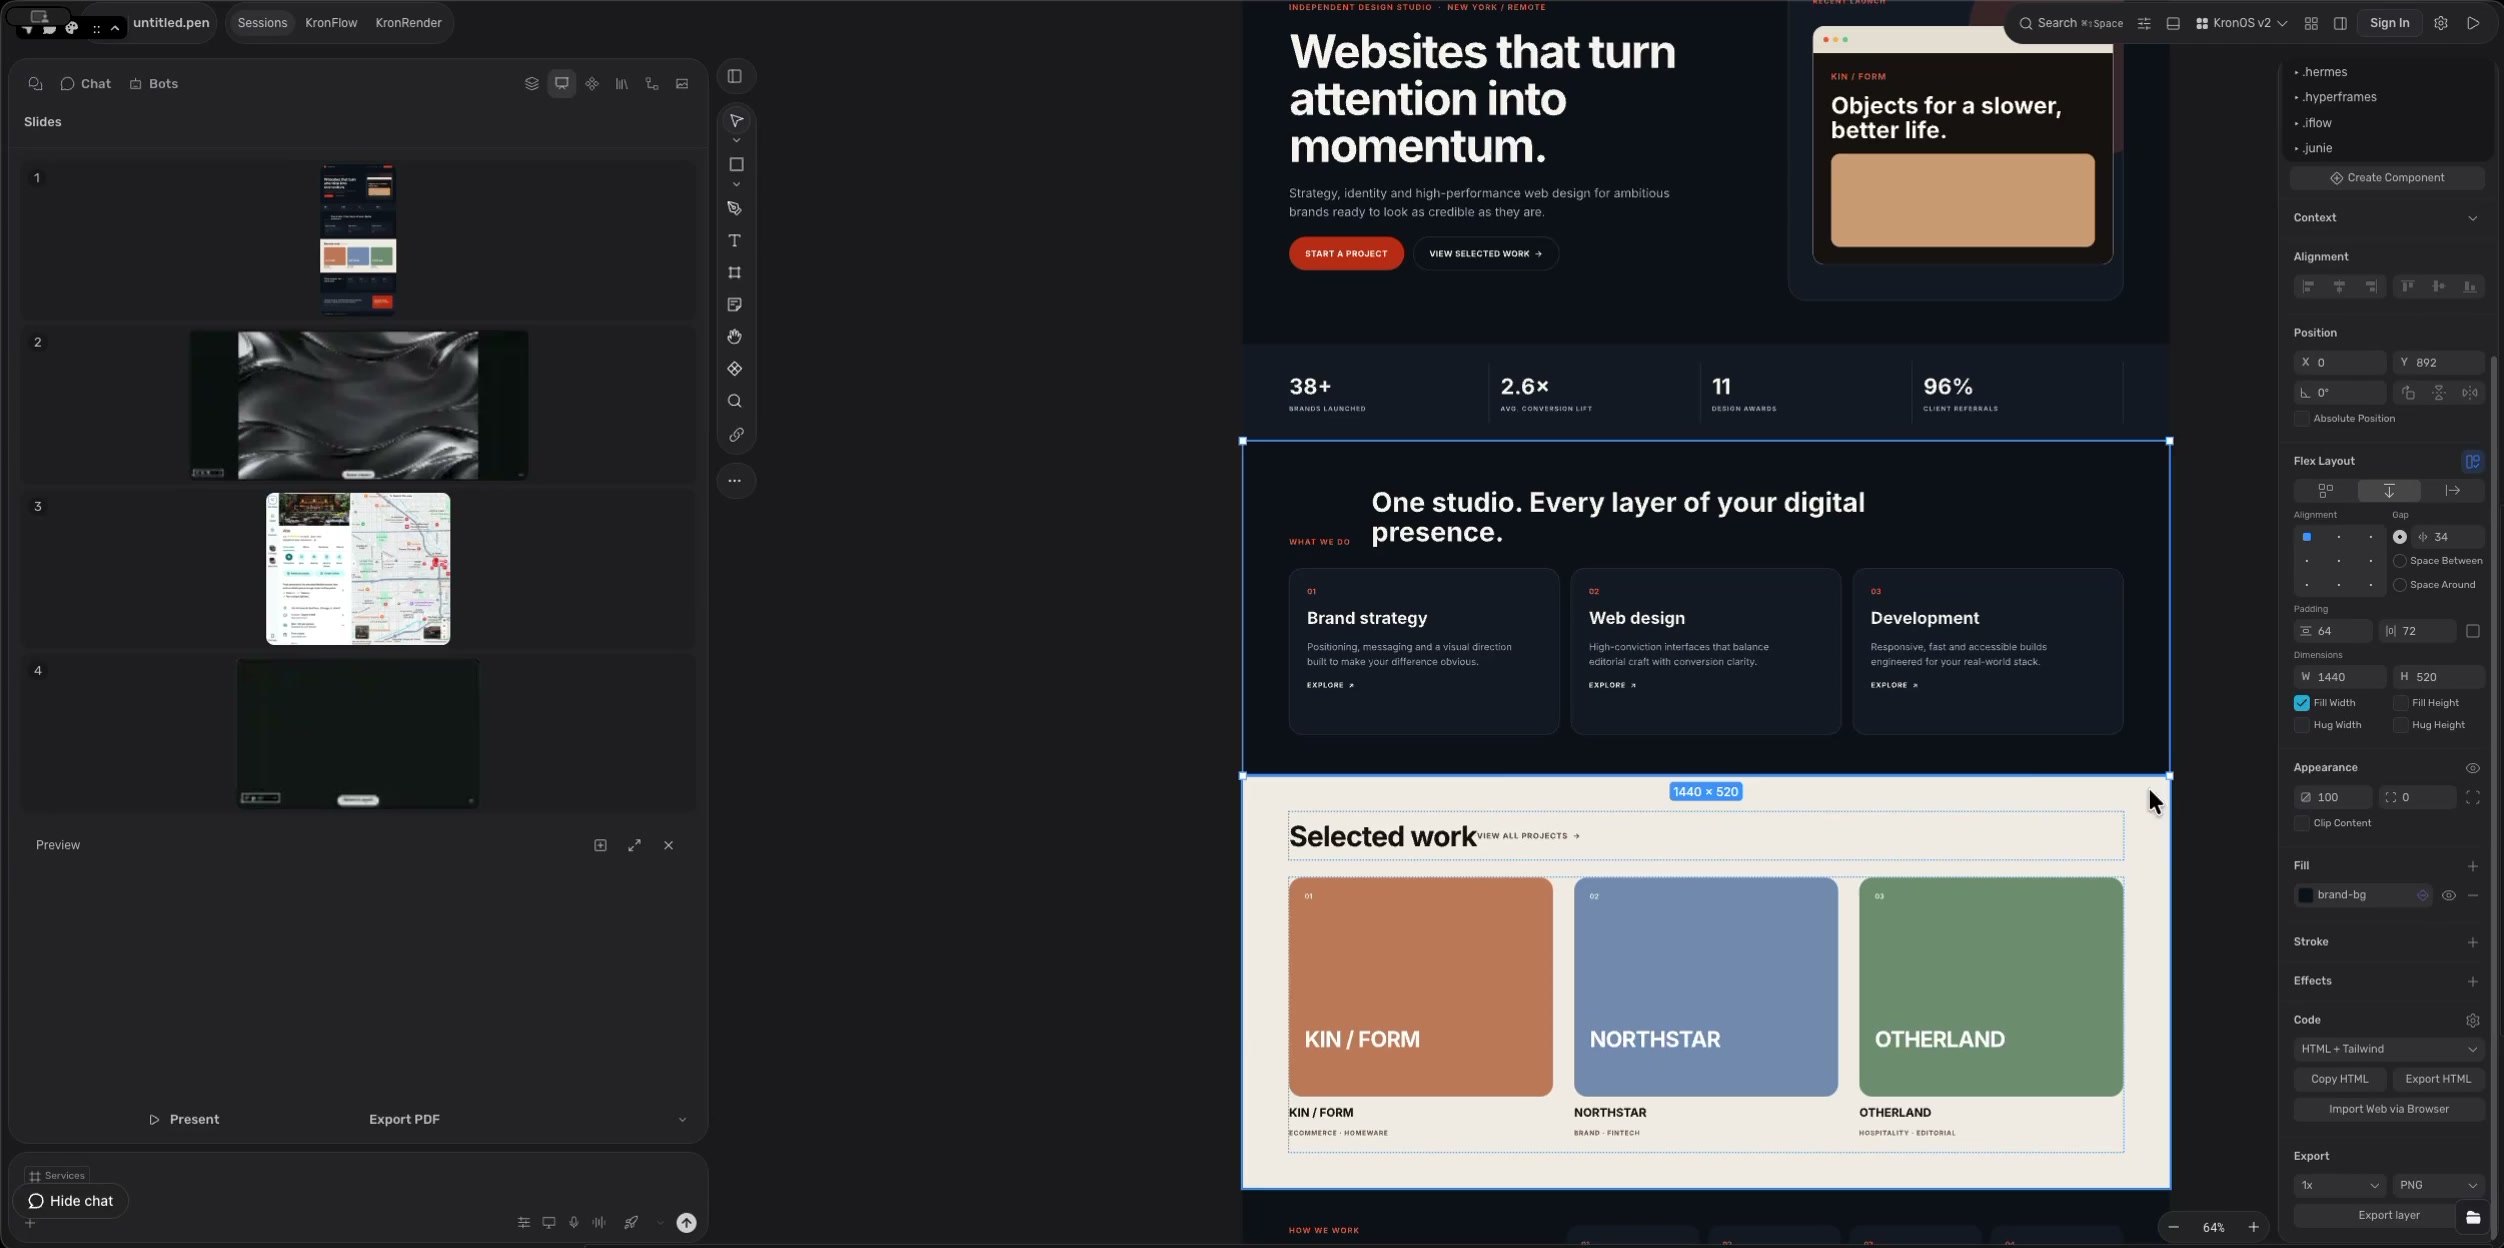 untitled.pen
Sessions
KronFlow
KronRender
Search
Space
KronOS v2
Sign In
Chat
Bots
Slides
1
2
3
4
Preview
Present
Export PDF
Services
Hide chat
INDEPENDENT DESIGN STUDIO · NEW YORK / REMOTE
Websites that turn
attention into
momentum.
Strategy, identity and high-performance web design for ambitious
brands ready to look as credible as they are.
START A PROJECT
VIEW SELECTED WORK →
RECENT LAUNCH
KIN / FORM
Objects for a slower,
better life.
38+
BRANDS LAUNCHED
2.6×
AVG. CONVERSION LIFT
11
DESIGN AWARDS
96%
CLIENT REFERRALS
WHAT WE DO
One studio. Every layer of your digital
presence.
01
Brand strategy
Positioning, messaging and a visual direction
built to make your difference obvious.
EXPLORE ↗
02
Web design
High-conviction interfaces that balance
editorial craft with conversion clarity.
EXPLORE ↗
03
Development
Responsive, fast and accessible builds
engineered for your real-world stack.
EXPLORE ↗
1440 × 520
Selected work
VIEW ALL PROJECTS →
01
KIN / FORM
KIN / FORM
ECOMMERCE · HOMEWARE
02
NORTHSTAR
NORTHSTAR
BRAND · FINTECH
03
OTHERLAND
OTHERLAND
HOSPITALITY · EDITORIAL
HOW WE WORK
64%
.hermes
.hyperframes
.iflow
.junie
Create Component
Context
Alignment
Position
X 0
Y 892
0°
Absolute Position
Flex Layout
Alignment
Gap
34
Space Between
Space Around
Padding
64
72
Dimensions
W 1440
H 520
Fill Width
Fill Height
Hug Width
Hug Height
Appearance
100
0
Clip Content
Fill
brand-bg
Stroke
Effects
Code
HTML + Tailwind
Copy HTML
Export HTML
Import Web via Browser
Export
1x
PNG
Export layer